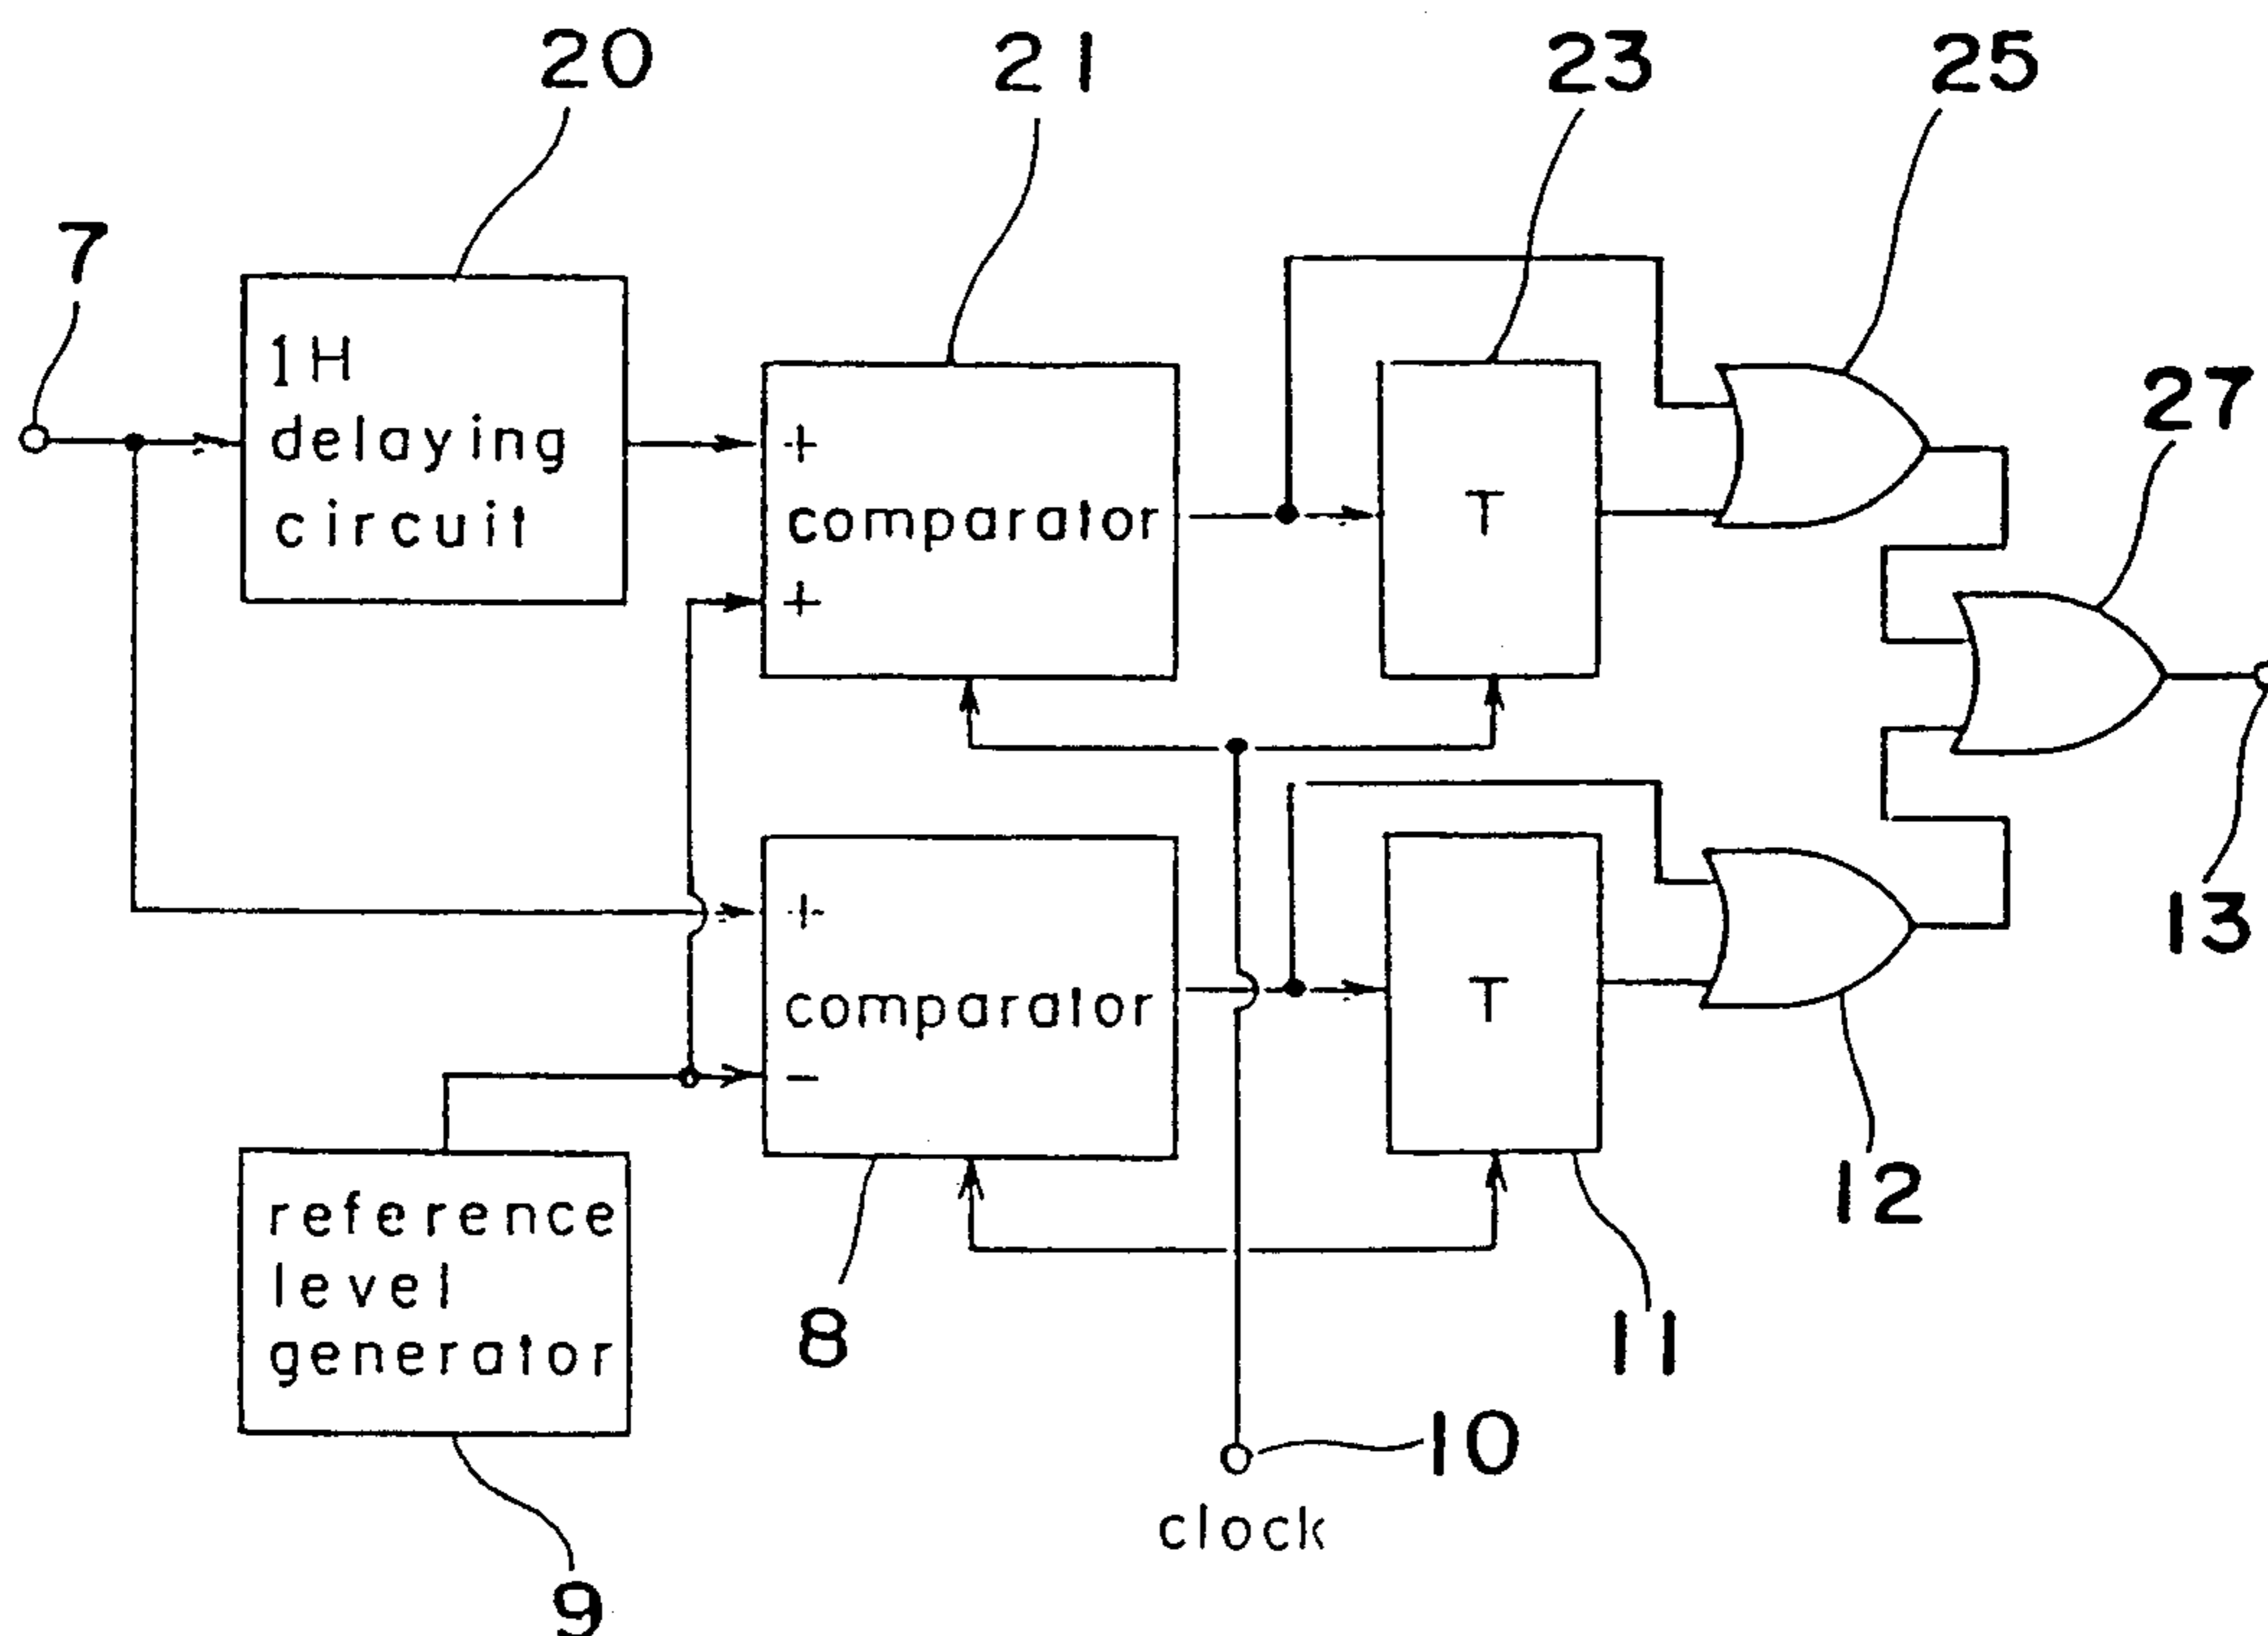 20
21
23
25
7
1H
delaying
circuit
27
+
comparator
+
T
13
+
comparator
-
T
12
reference
level
generator
8
11
10
clock
9